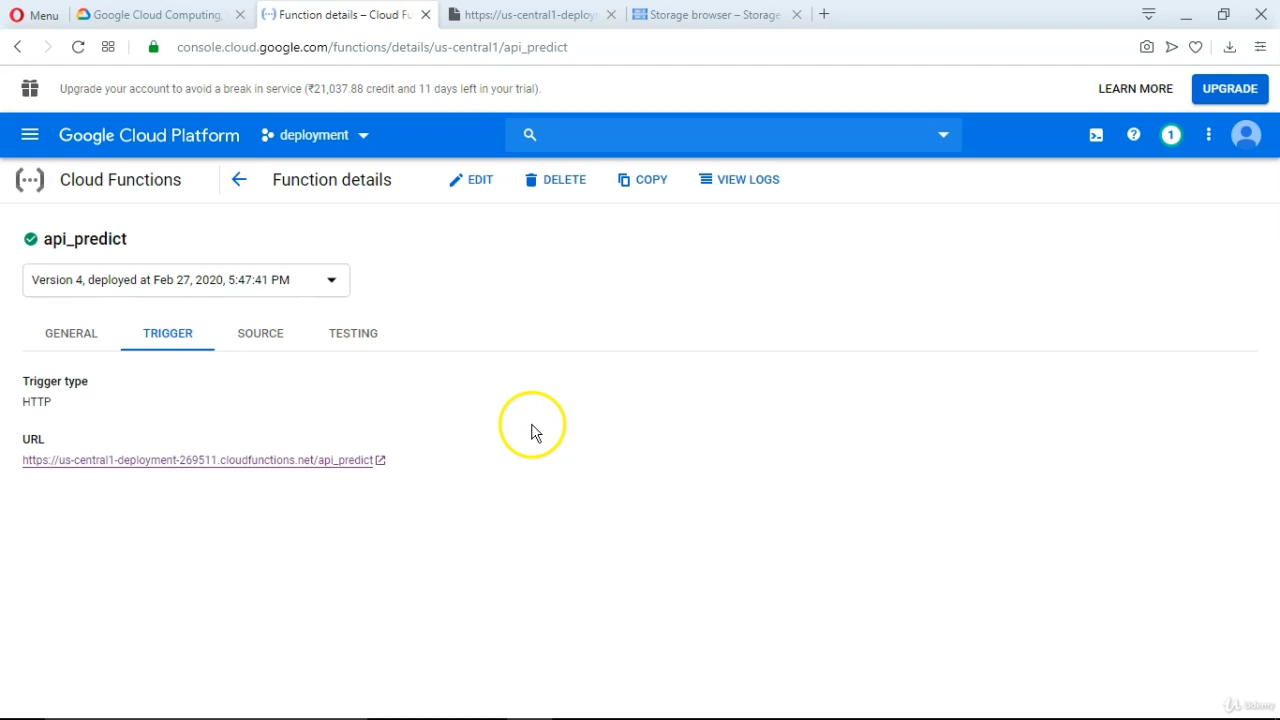 Menu
Google Cloud Computing,
Function details – Cloud Fu
https://us-central1-deploym
Storage browser – Storage
console.cloud.google.com/functions/details/us-central1/api_predict
Upgrade your account to avoid a break in service (₹21,037.88 credit and 11 days left in your trial).
LEARN MORE
UPGRADE
Google Cloud Platform
deployment
1
Cloud Functions
Function details
EDIT
DELETE
COPY
VIEW LOGS
api_predict
Version 4, deployed at Feb 27, 2020, 5:47:41 PM
GENERAL
TRIGGER
SOURCE
TESTING
Trigger type
HTTP
URL
https://us-central1-deployment-269511.cloudfunctions.net/api_predict
Udemy